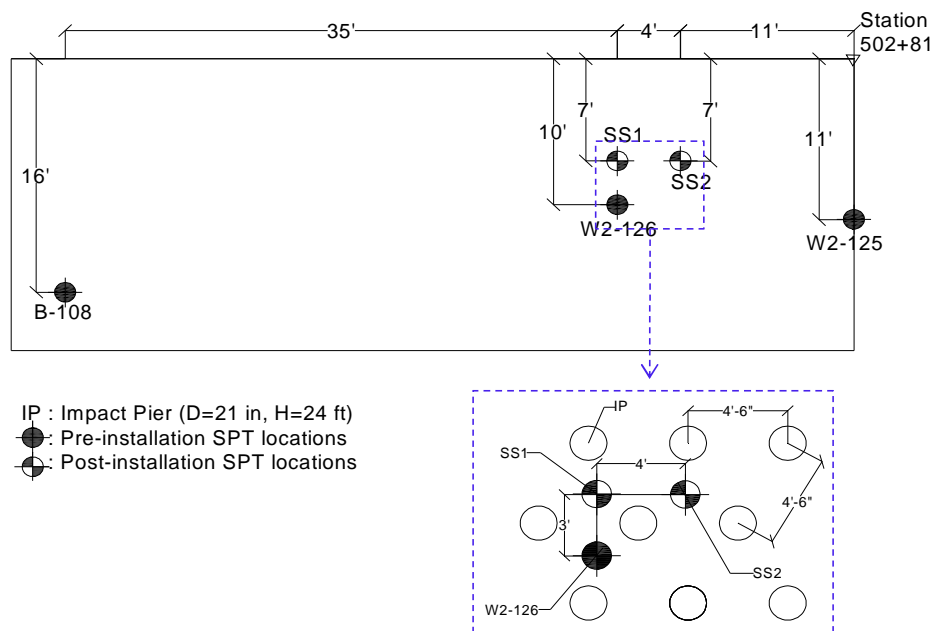 Station
35'
4'
11'
502+81
7'
7'
10'
SS1
11'
16'
SS2
W2-126
W2-125
B-108
IP : Impact Pier (D=21 in, H=24 ft)
: Pre-installation SPT locations
: Post-installation SPT locations
IP
4'-6"
SS1
4'
4'-6"
3'
SS2
W2-126